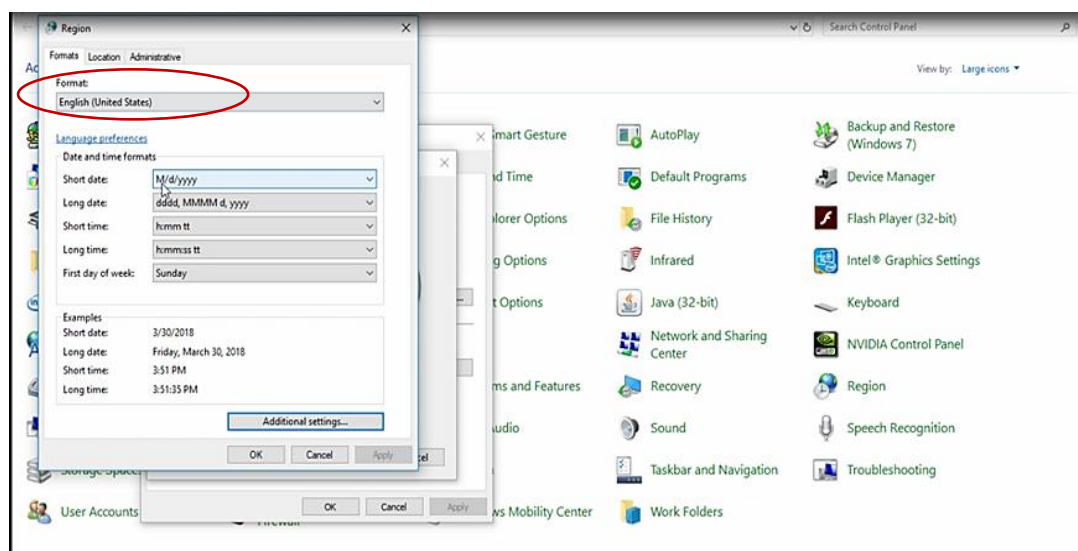 Region
Search Control Panel
Formats Location Administrative
View by: Large icons
Format:
English (United States)
Language preferences
Date and time formats
Short date: M/d/yyyy
Long date: dddd, MMMM d, yyyy
Short time: h:mm tt
Long time: h:mm:ss tt
First day of week: Sunday
Examples
Short date: 3/30/2018
Long date: Friday, March 30, 2018
Short time: 3:51 PM
Long time: 3:51:35 PM
Additional settings...
OK Cancel Apply
OK Cancel Apply
User Accounts
Gesture
Time
Options
Options
Options
and Features
Mobility Center
AutoPlay
Default Programs
File History
Infrared
Java (32-bit)
Network and Sharing
Center
Recovery
Sound
Taskbar and Navigation
Work Folders
Backup and Restore
(Windows 7)
Device Manager
Flash Player (32-bit)
Intel® Graphics Settings
Keyboard
NVIDIA Control Panel
Region
Speech Recognition
Troubleshooting